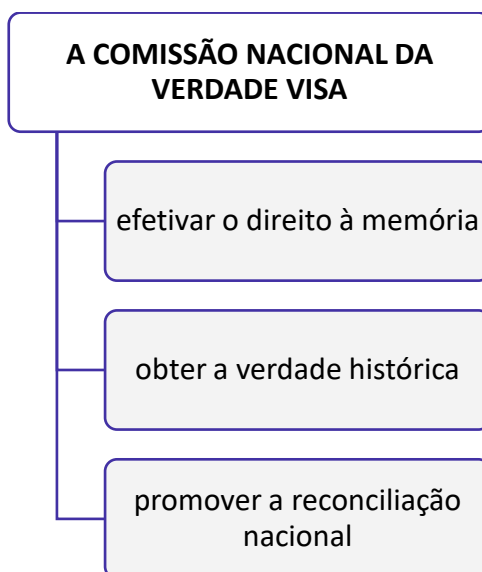 A COMISSÃO NACIONAL DA
VERDADE VISA
efetivar o direito à memória
obter a verdade histórica
promover a reconciliação
nacional